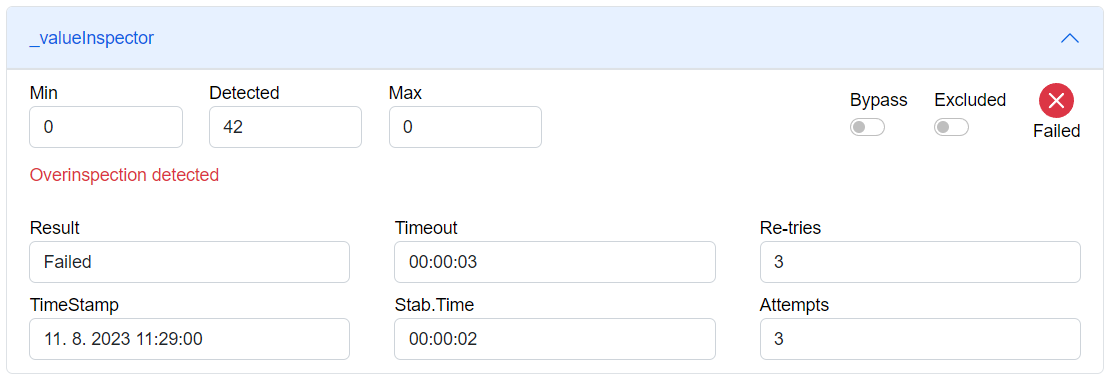 _valueInspector
Min Detected Max
Bypass Excluded
0 42 0
Failed
Overinspection detected
Result Timeout Re-tries
Failed 00:00:03 3
TimeStamp Stab.Time Attempts
11. 8. 2023 11:29:00 00:00:02 3